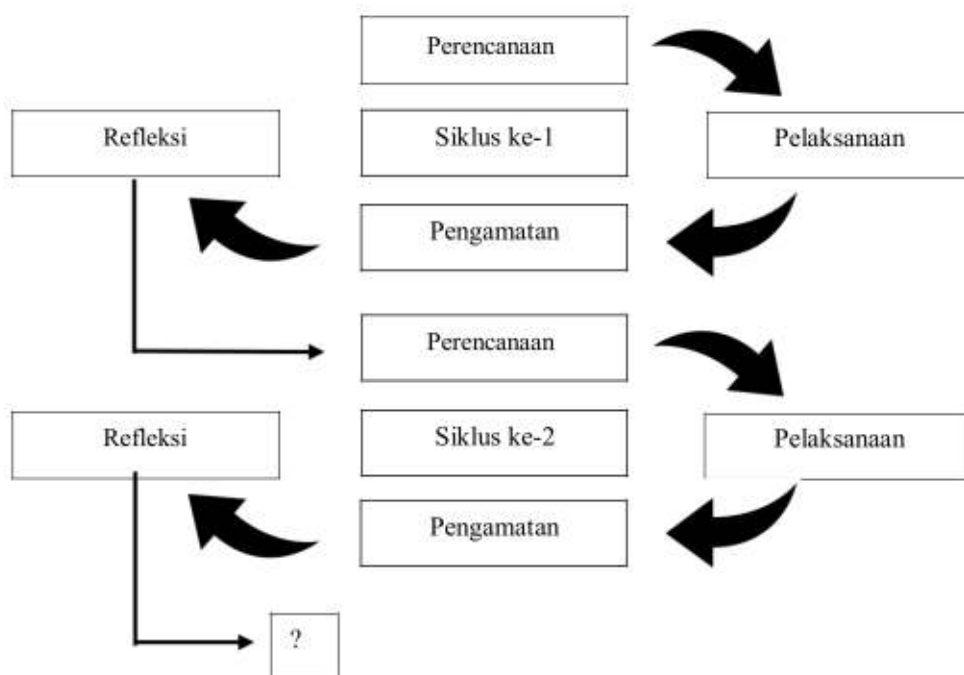 Perencanaan
Refleksi
Siklus ke-1
Pelaksanaan
Pengamatan
Perencanaan
Refleksi
Siklus ke-2
Pelaksanaan
Pengamatan
?